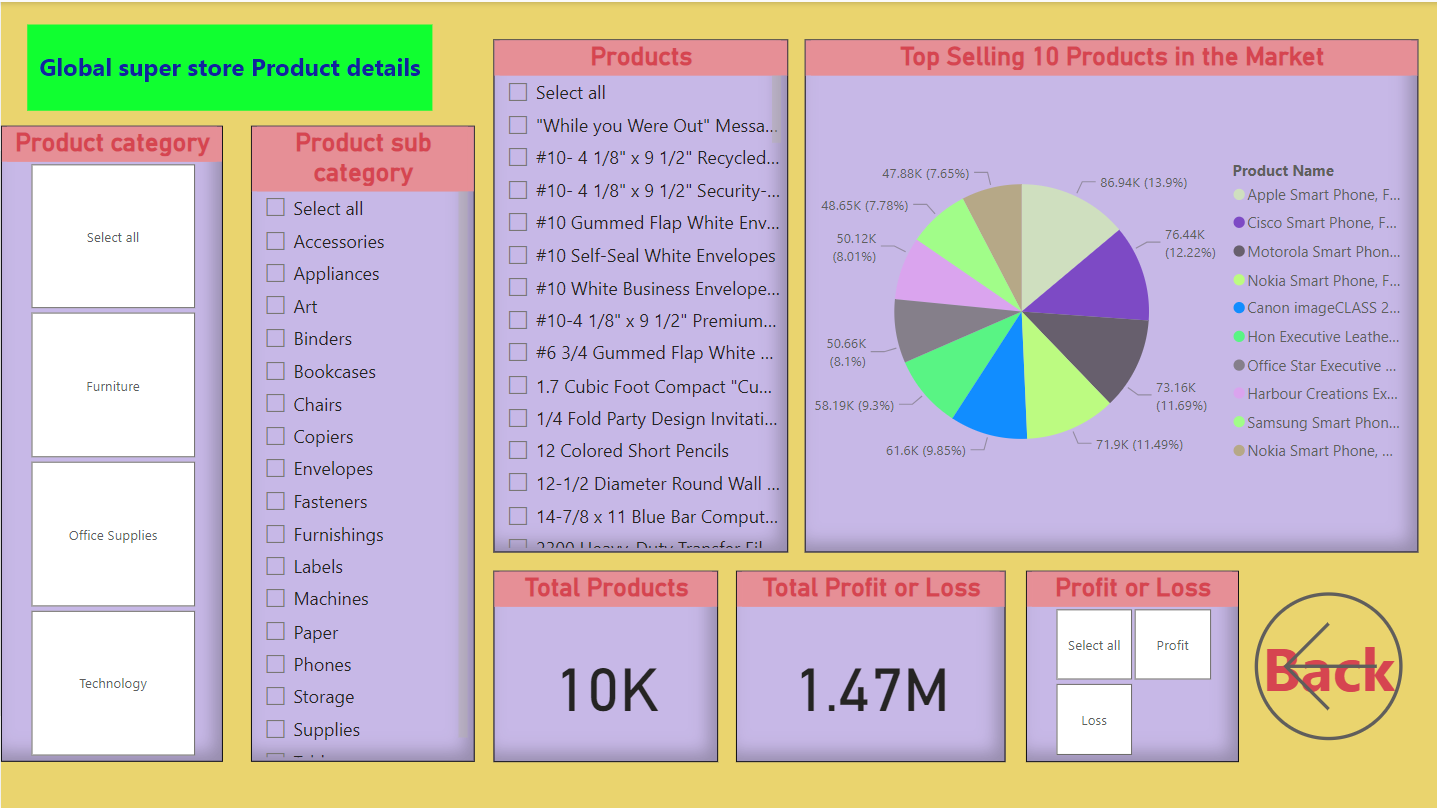 Global super store Product details
Product category
Select all
Furniture
Office Supplies
Technology
Product sub
category
Select all
Accessories
Appliances
Art
Binders
Bookcases
Chairs
Copiers
Envelopes
Fasteners
Furnishings
Labels
Machines
Paper
Phones
Storage
Supplies
Products
Select all
"While you Were Out" Messa...
#10- 4 1/8" x 9 1/2" Recycled...
#10- 4 1/8" x 9 1/2" Security-...
#10 Gummed Flap White Env...
#10 Self-Seal White Envelopes
#10 White Business Envelope...
#10-4 1/8" x 9 1/2" Premium...
#6 3/4 Gummed Flap White ...
1.7 Cubic Foot Compact "Cu...
1/4 Fold Party Design Invitati...
12 Colored Short Pencils
12-1/2 Diameter Round Wall ...
14-7/8 x 11 Blue Bar Comput...
2300 Heavy-Duty Transfer Fil...
Top Selling 10 Products in the Market
86.94K (13.9%)
76.44K
(12.22%)
73.16K
(11.69%)
71.9K (11.49%)
61.6K (9.85%)
58.19K (9.3%)
50.66K
(8.1%)
50.12K
(8.01%)
48.65K (7.78%)
47.88K (7.65%)
Product Name
Apple Smart Phone, F...
Cisco Smart Phone, F...
Motorola Smart Phon...
Nokia Smart Phone, F...
Canon imageCLASS 2...
Hon Executive Leathe...
Office Star Executive ...
Harbour Creations Ex...
Samsung Smart Phon...
Nokia Smart Phone, ...
Total Products
10K
Total Profit or Loss
1.47M
Profit or Loss
Select all
Profit
Loss
Back